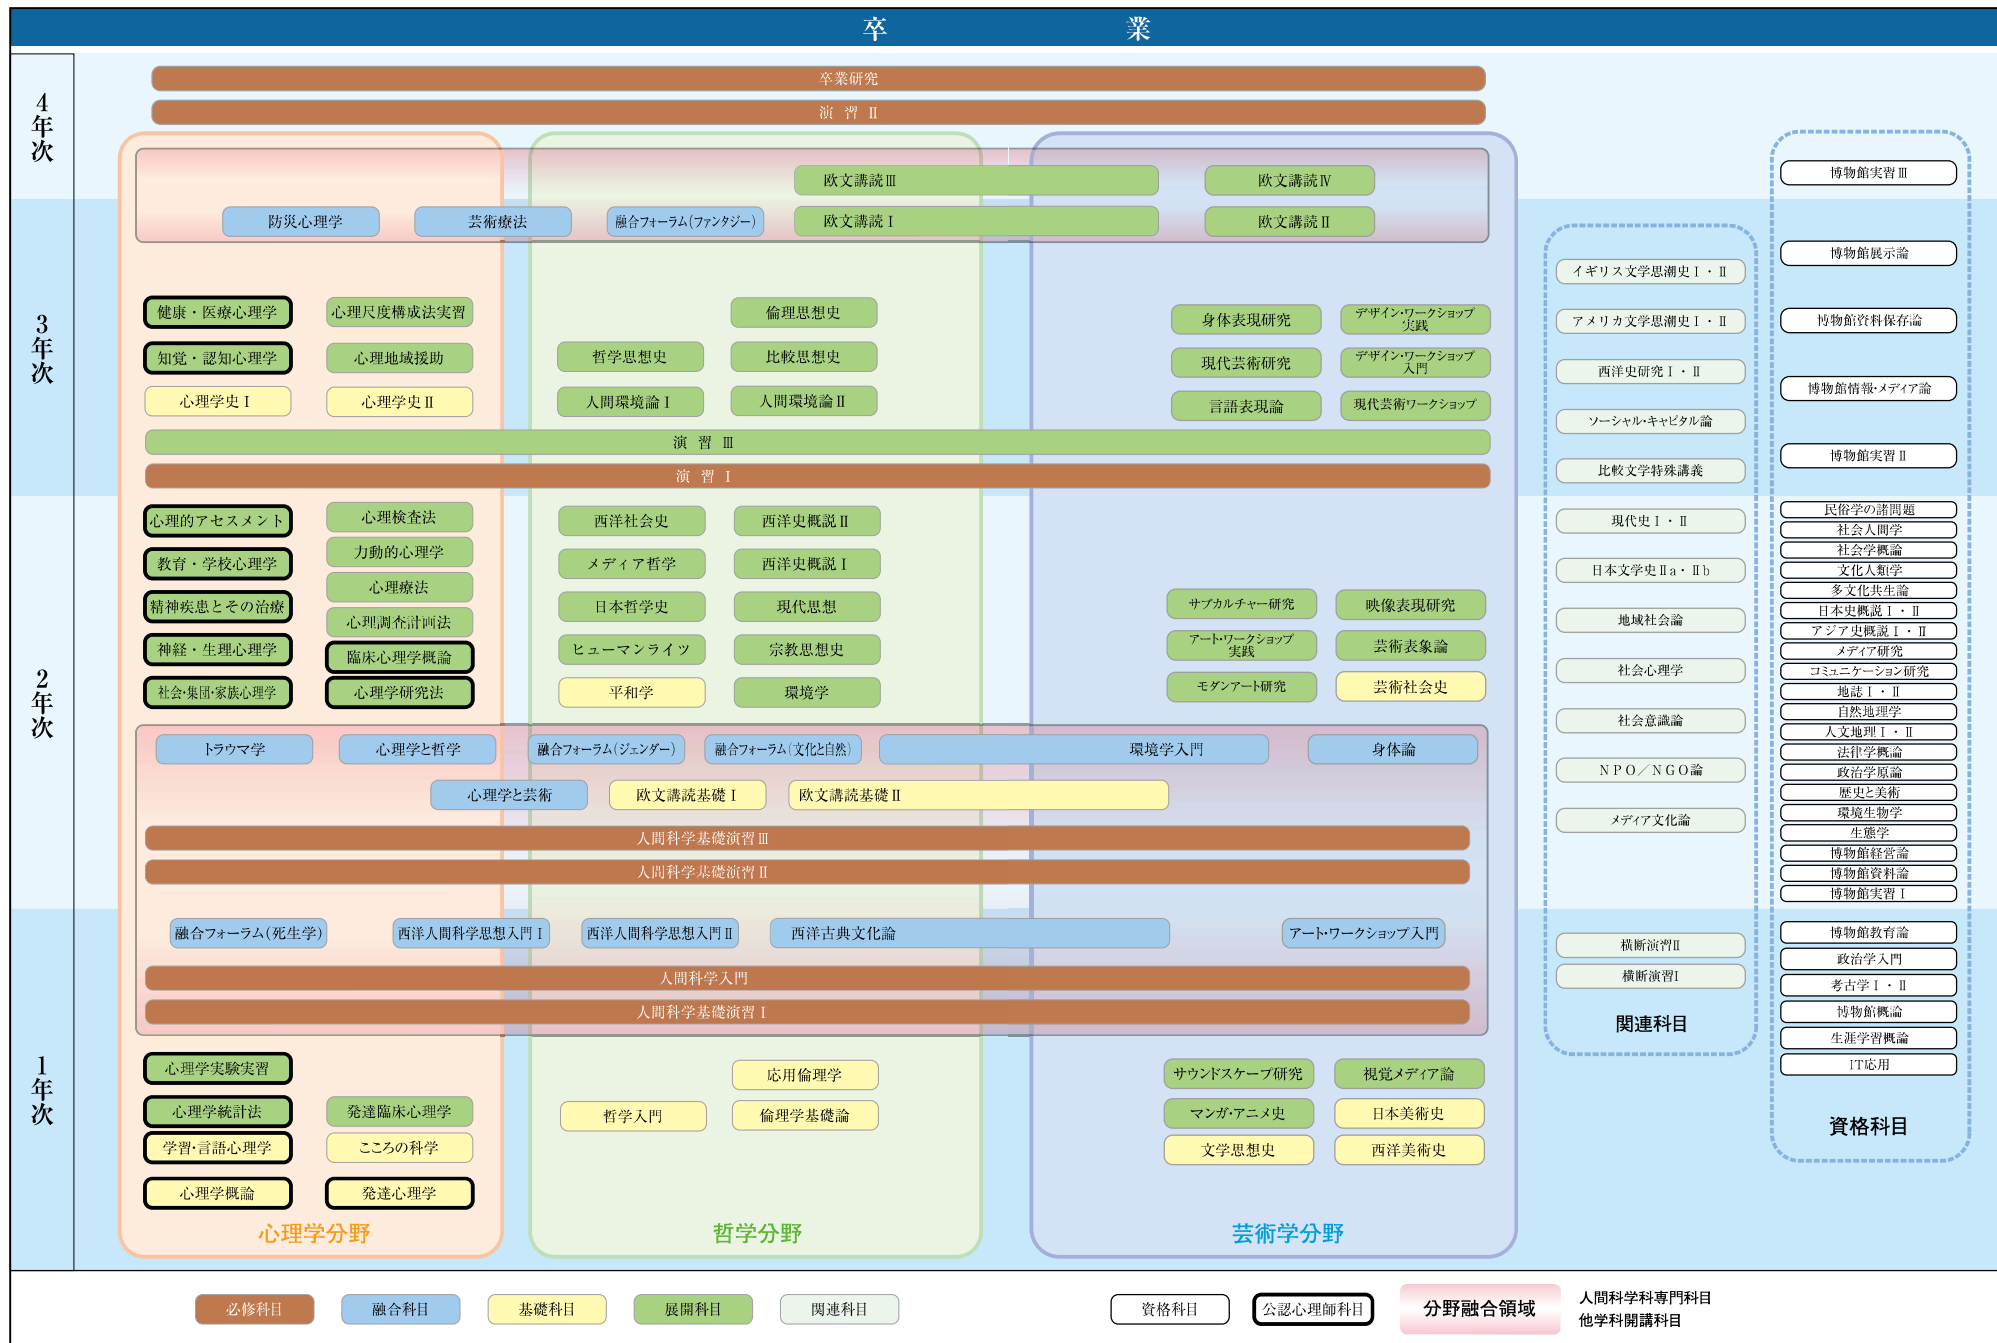 卒業
4年次
卒業研究
演習Ⅱ
欧文講読Ⅲ
欧文講読Ⅳ
防災心理学
芸術療法
融合フォーラム(ファンタジー)
欧文講読Ⅰ
欧文講読Ⅱ
3年次
健康・医療心理学
心理尺度構成法実習
知覚・認知心理学
心理地域援助
心理学史Ⅰ
心理学史Ⅱ
倫理思想史
哲学思想史
比較思想史
人間環境論Ⅰ
人間環境論Ⅱ
身体表現研究
デザイン・ワークショップ
実践
現代芸術研究
デザイン・ワークショップ
入門
言語表現論
現代芸術ワークショップ
演習Ⅲ
演習Ⅰ
2年次
心理的アセスメント
心理検査法
教育・学校心理学
力動的心理学
精神疾患とその治療
心理療法
心理調査計画法
神経・生理心理学
臨床心理学概論
社会・集団・家族心理学
心理学研究法
西洋社会史
西洋史概説Ⅱ
メディア哲学
西洋史概説Ⅰ
日本哲学史
現代思想
ヒューマンライツ
宗教思想史
平和学
環境学
サブカルチャー研究
映像表現研究
アート・ワークショップ
実践
芸術表象論
モダンアート研究
芸術社会史
トラウマ学
心理学と哲学
融合フォーラム(ジェンダー)
融合フォーラム(文化と自然)
環境学入門
身体論
心理学と芸術
欧文講読基礎Ⅰ
欧文講読基礎Ⅱ
人間科学基礎演習Ⅲ
人間科学基礎演習Ⅱ
融合フォーラム(死生学)
西洋人間科学思想入門Ⅰ
西洋人間科学思想入門Ⅱ
西洋古典文化論
アート・ワークショップ入門
人間科学入門
人間科学基礎演習Ⅰ
1年次
心理学実験実習
心理学統計法
発達臨床心理学
学習・言語心理学
こころの科学
心理学概論
発達心理学
応用倫理学
哲学入門
倫理学基礎論
サウンドスケープ研究
視覚メディア論
マンガ・アニメ史
日本美術史
文学思想史
西洋美術史
心理学分野
哲学分野
芸術学分野
イギリス文学思潮史Ⅰ・Ⅱ
アメリカ文学思潮史Ⅰ・Ⅱ
西洋史研究Ⅰ・Ⅱ
ソーシャル・キャピタル論
比較文学特殊講義
現代史Ⅰ・Ⅱ
日本文学史Ⅱa・Ⅱb
地域社会論
社会心理学
社会意識論
NPO／NGO論
メディア文化論
横断演習Ⅱ
横断演習Ⅰ
関連科目
博物館実習Ⅲ
博物館展示論
博物館資料保存論
博物館情報・メディア論
博物館実習Ⅱ
民俗学の諸問題
社会人間学
社会学概論
文化人類学
多文化共生論
日本史概説Ⅰ・Ⅱ
アジア史概説Ⅰ・Ⅱ
メディア研究
コミュニケーション研究
地誌Ⅰ・Ⅱ
自然地理学
人文地理Ⅰ・Ⅱ
法律学概論
政治学原論
歴史と美術
環境生物学
生態学
博物館経営論
博物館資料論
博物館実習Ⅰ
博物館教育論
政治学入門
考古学Ⅰ・Ⅱ
博物館概論
生涯学習概論
IT応用
資格科目
必修科目
融合科目
基礎科目
展開科目
関連科目
資格科目
公認心理師科目
分野融合領域
人間科学科専門科目
他学科開講科目